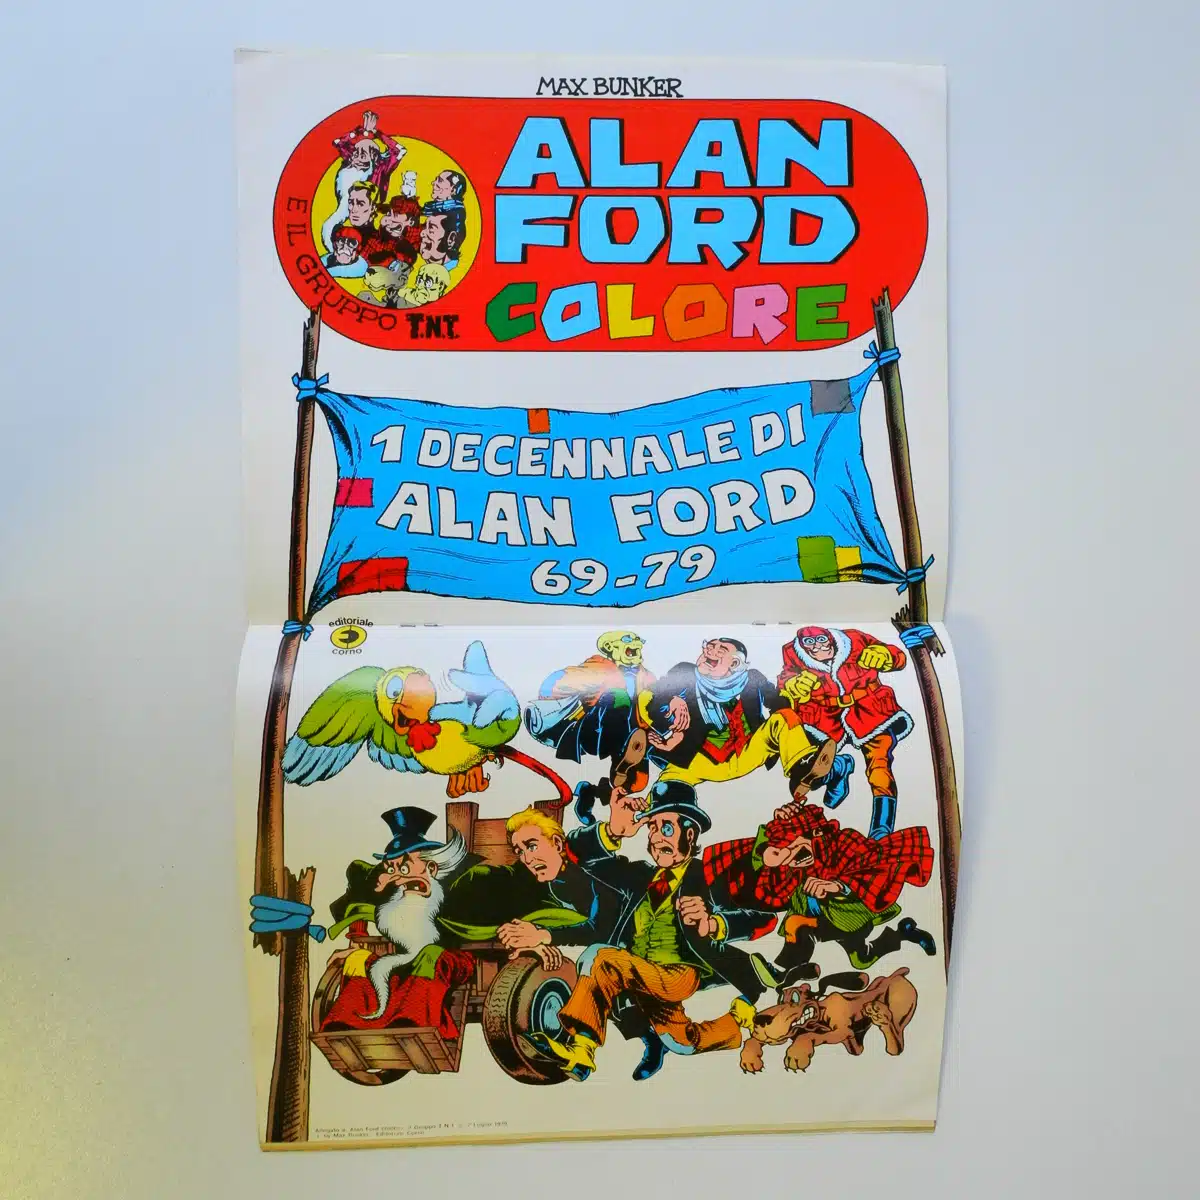 MAX BUNKER
ALAN
FORD
COLORE
E IL GRUPPO T.N.T.
1 DECENNALE DI
ALAN FORD
69-79
editoriale
corno